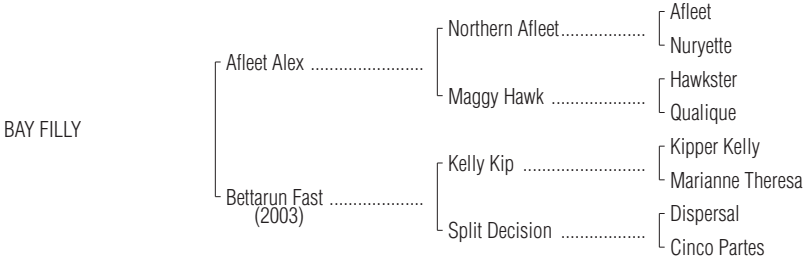 Afleet
Northern Afleet...................
Nuryette
Afleet Alex ........................
Hawkster
Maggy Hawk ....................
Qualique
BAY FILLY
Kipper Kelly
Kelly Kip ..........................
Marianne Theresa
Bettarun Fast ....................
(2003)
Dispersal
Split Decision ..................
Cinco Partes